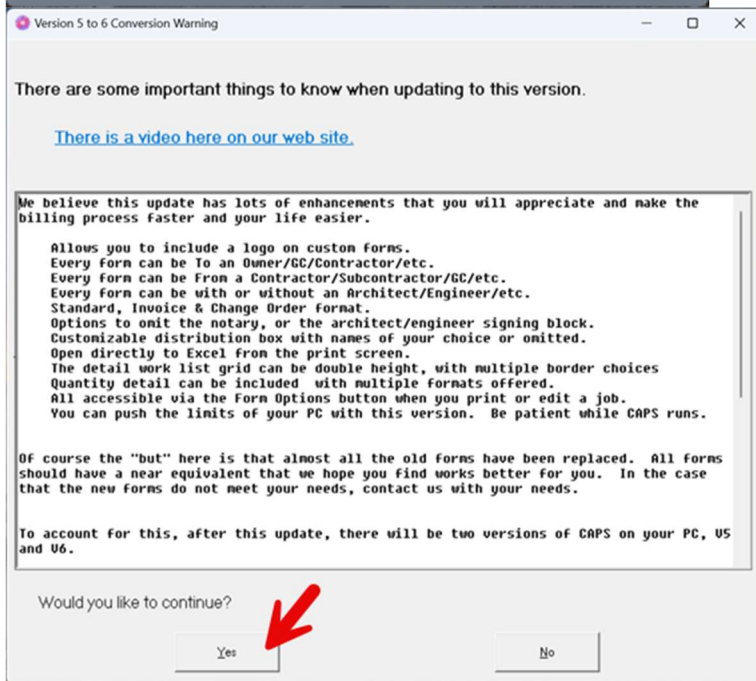 Version 5 to 6 Conversion Warning
There are some important things to know when updating to this version.
There is a video here on our web site.
We believe this update has lots of enhancements that you will appreciate and make the
billing process faster and your life easier.
Allows you to include a logo on custom forms.
Every form can be To an Owner/GC/Contractor/etc.
Every form can be From a Contractor/Subcontractor/GC/etc.
Every form can be with or without an Architect/Engineer/etc.
Standard, Invoice & Change Order format.
Options to omit the notary, or the architect/engineer signing block.
Customizable distribution box with names of your choice or omitted.
Open directly to Excel from the print screen.
The detail work list grid can be double height, with multiple border choices
Quantity detail can be included  with multiple formats offered.
All accessible via the Form Options button when you print or edit a job.
You can push the limits of your PC with this version.  Be patient while CAPS runs.
Of course the "but" here is that almost all the old forms have been replaced.  All forms
should have a near equivalent that we hope you find works better for you.  In the case
that the new forms do not meet your needs, contact us with your needs.
To account for this, after this update, there will be two versions of CAPS on your PC, V5
and V6.
Would you like to continue?
Yes
No